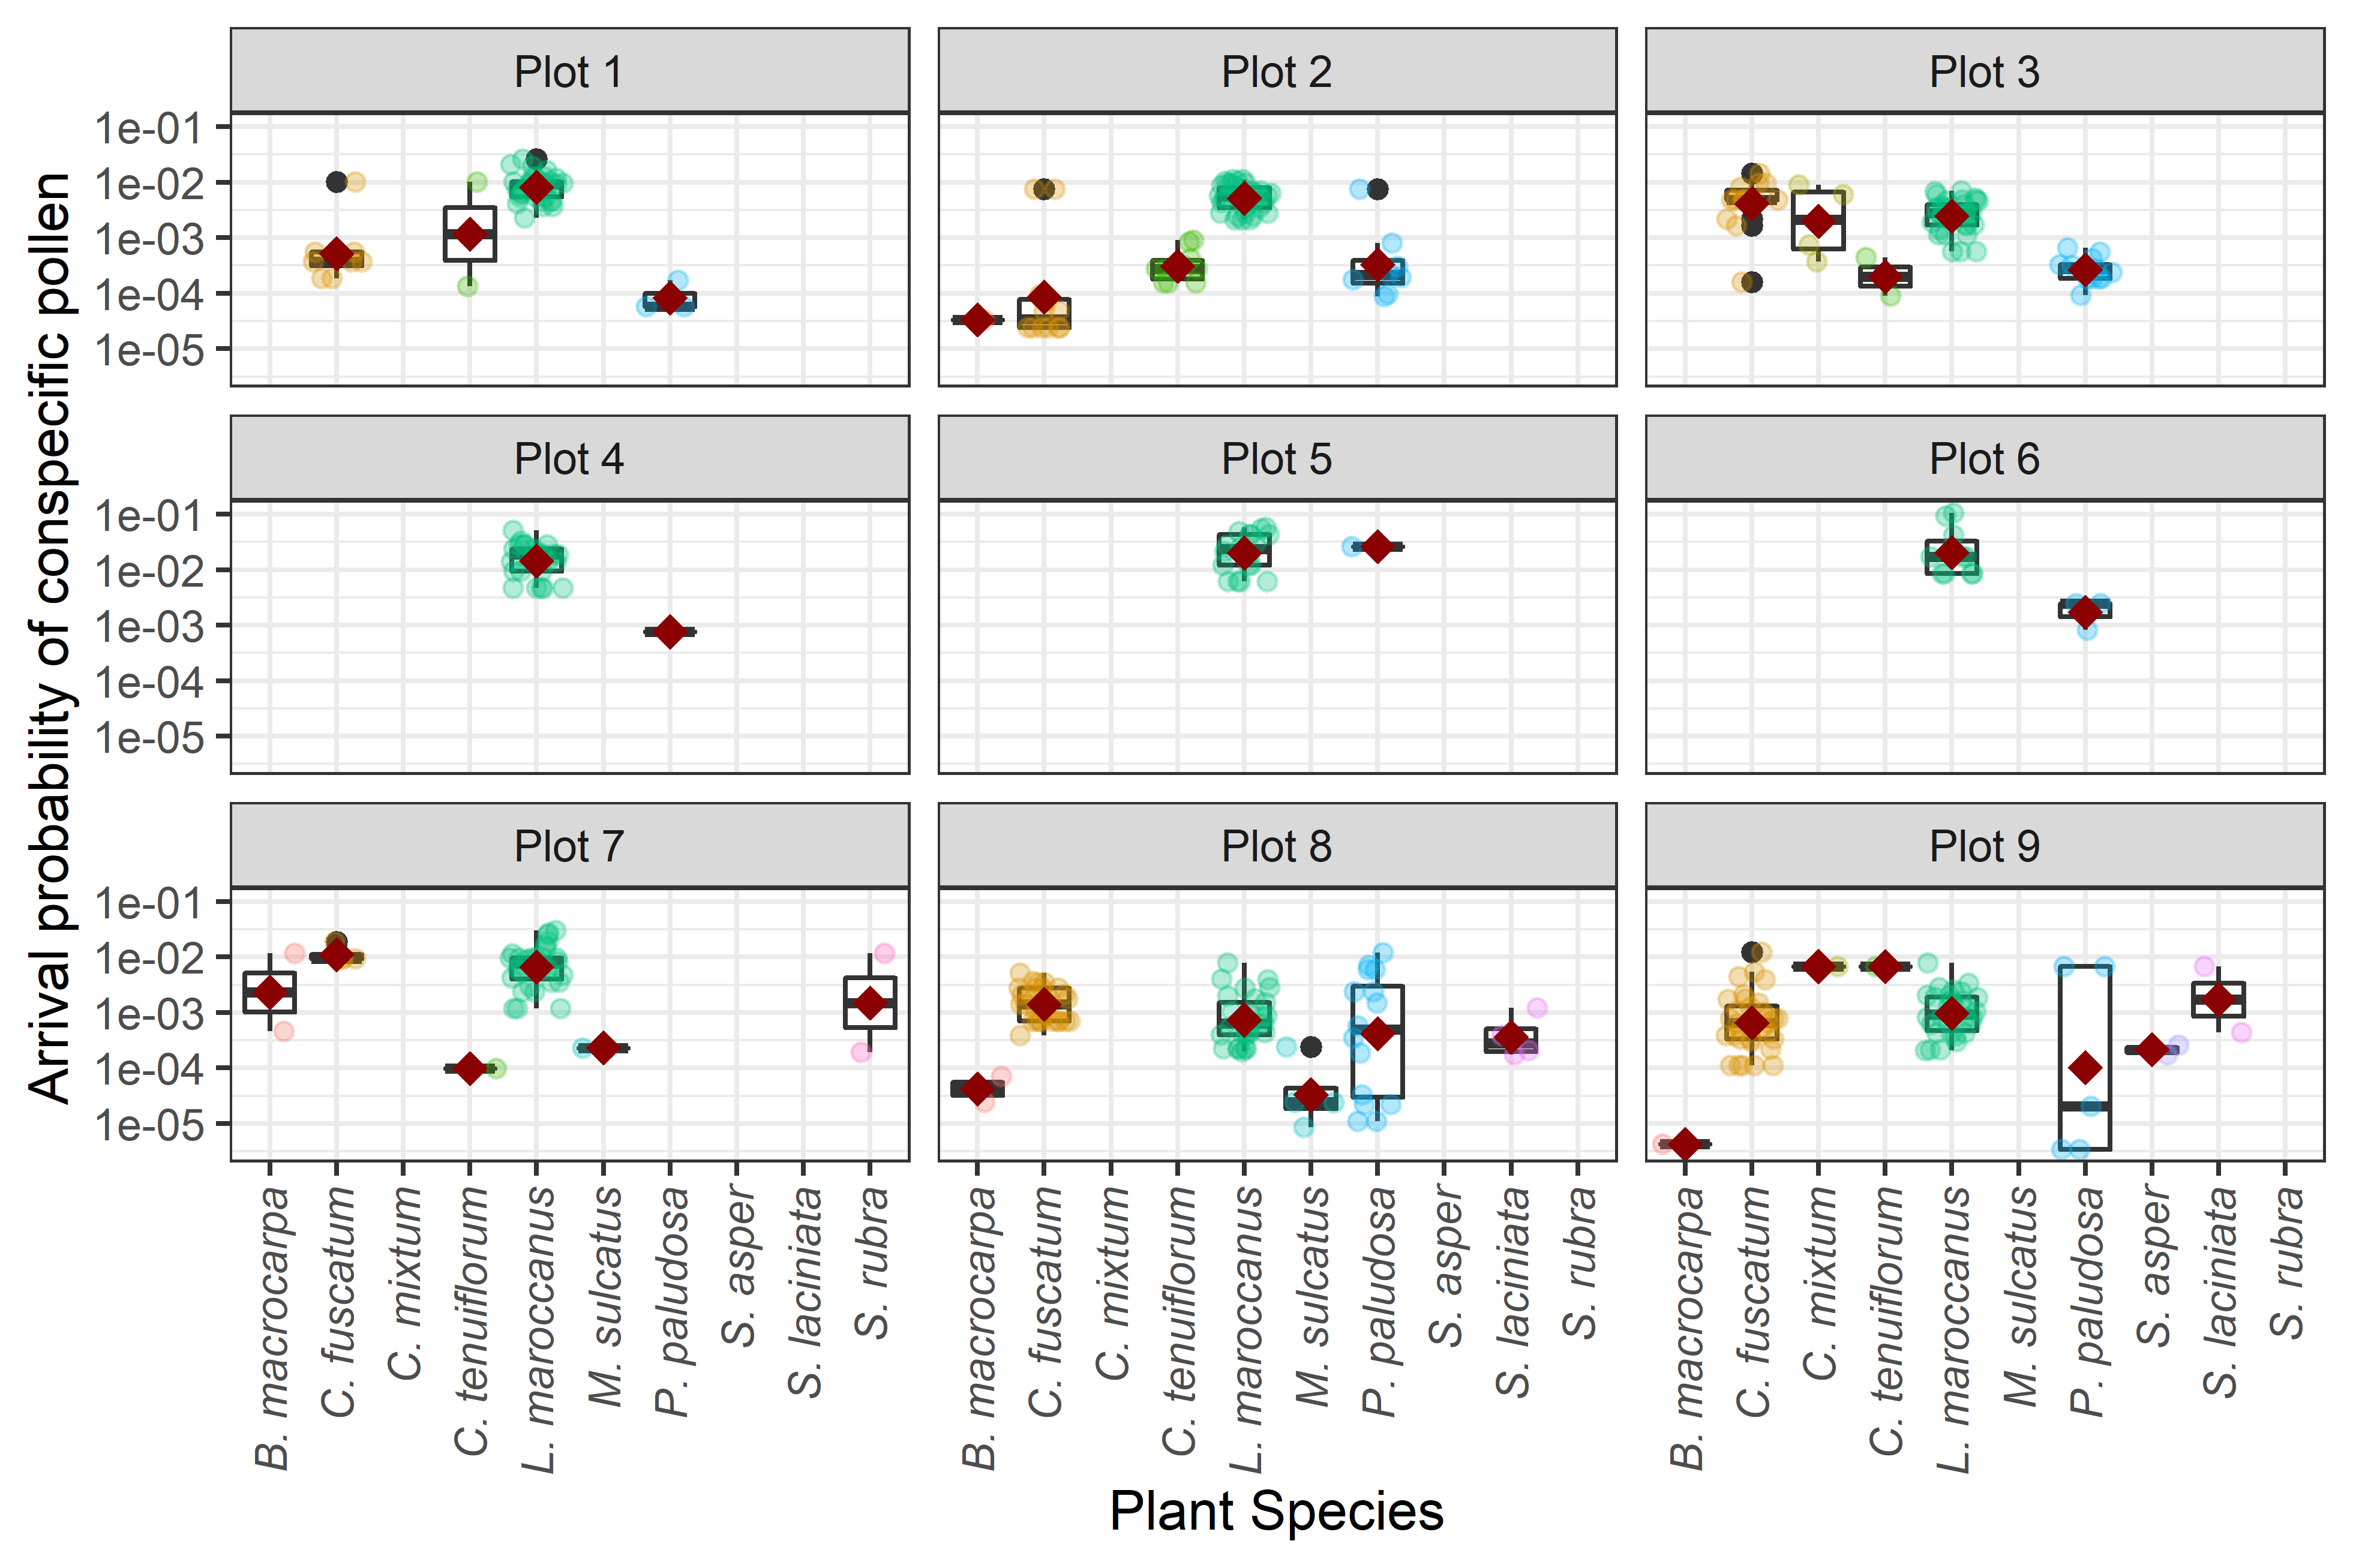 Arrival probability of conspecific pollen
Plot 1 Plot 2 Plot 3
1e-01
1e-02
1e-03
1e-04
1e-05
Plot 4 Plot 5 Plot 6
1e-01
1e-02
1e-03
1e-04
1e-05
Plot 7 Plot 8 Plot 9
1e-01
1e-02
1e-03
1e-04
1e-05
B. macrocarpa
C. fuscatum
C. mixtum
C. tenuiflorum
L. maroccanus
M. sulcatus
P. paludosa
S. asper
S. laciniata
S. rubra
B. macrocarpa
C. fuscatum
C. mixtum
C. tenuiflorum
L. maroccanus
M. sulcatus
P. paludosa
S. asper
S. laciniata
S. rubra
B. macrocarpa
C. fuscatum
C. mixtum
C. tenuiflorum
L. maroccanus
M. sulcatus
P. paludosa
S. asper
S. laciniata
S. rubra
Plant Species